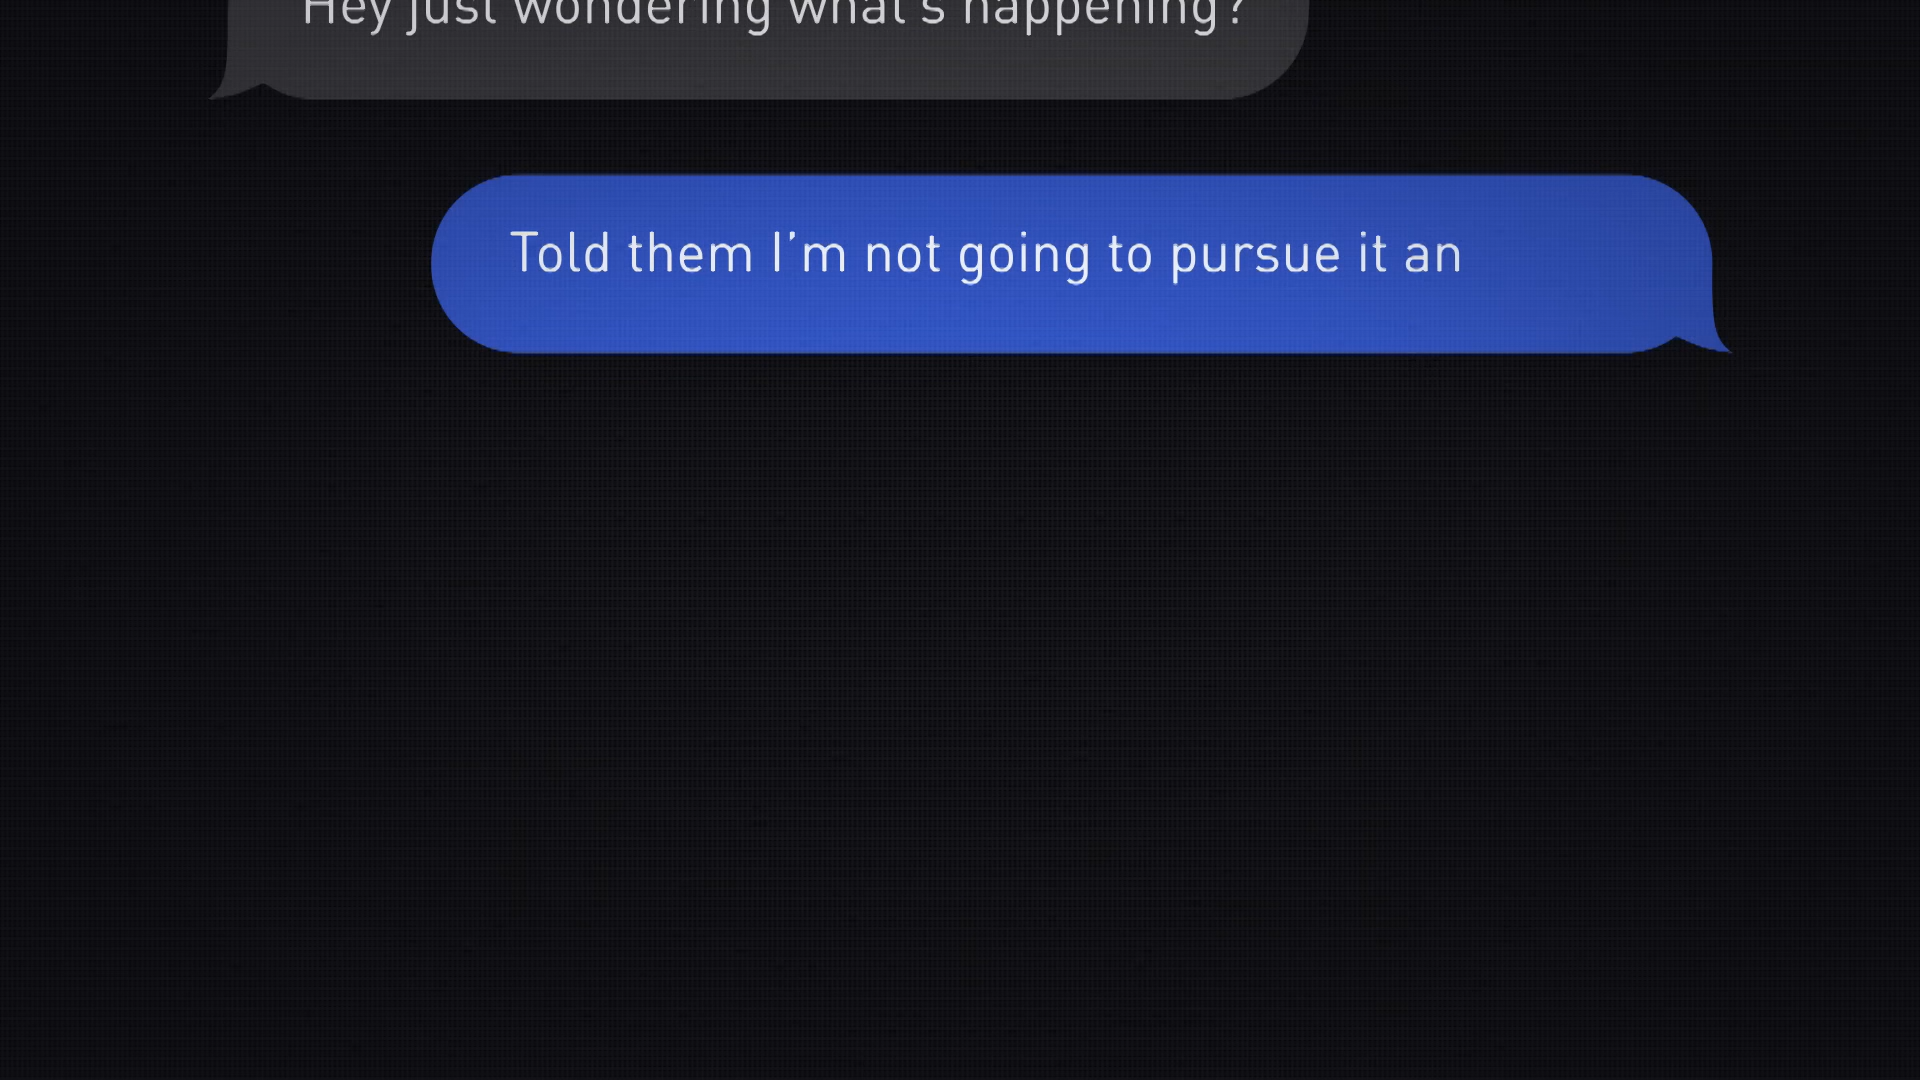 Hey just wondering what's happening?
Told them I'm not going to pursue it an